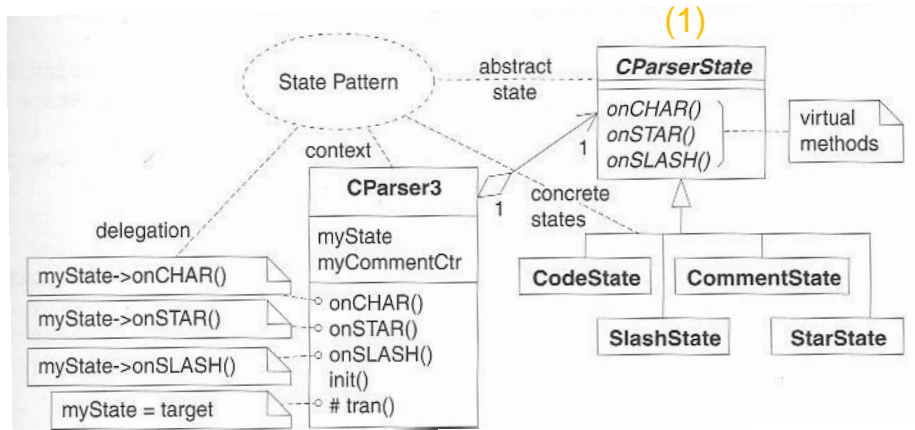 (1)
State Pattern
abstract
state
CParserState
onCHAR()
onSTAR()
onSLASH()
virtual
methods
context
1
1
CParser3
concrete
states
delegation
myState
myCommentCtr
myState->onCHAR()
onCHAR()
myState->onSTAR()
onSTAR()
myState->onSLASH()
onSLASH()
init()
myState = target
# tran()
CodeState
CommentState
SlashState
StarState